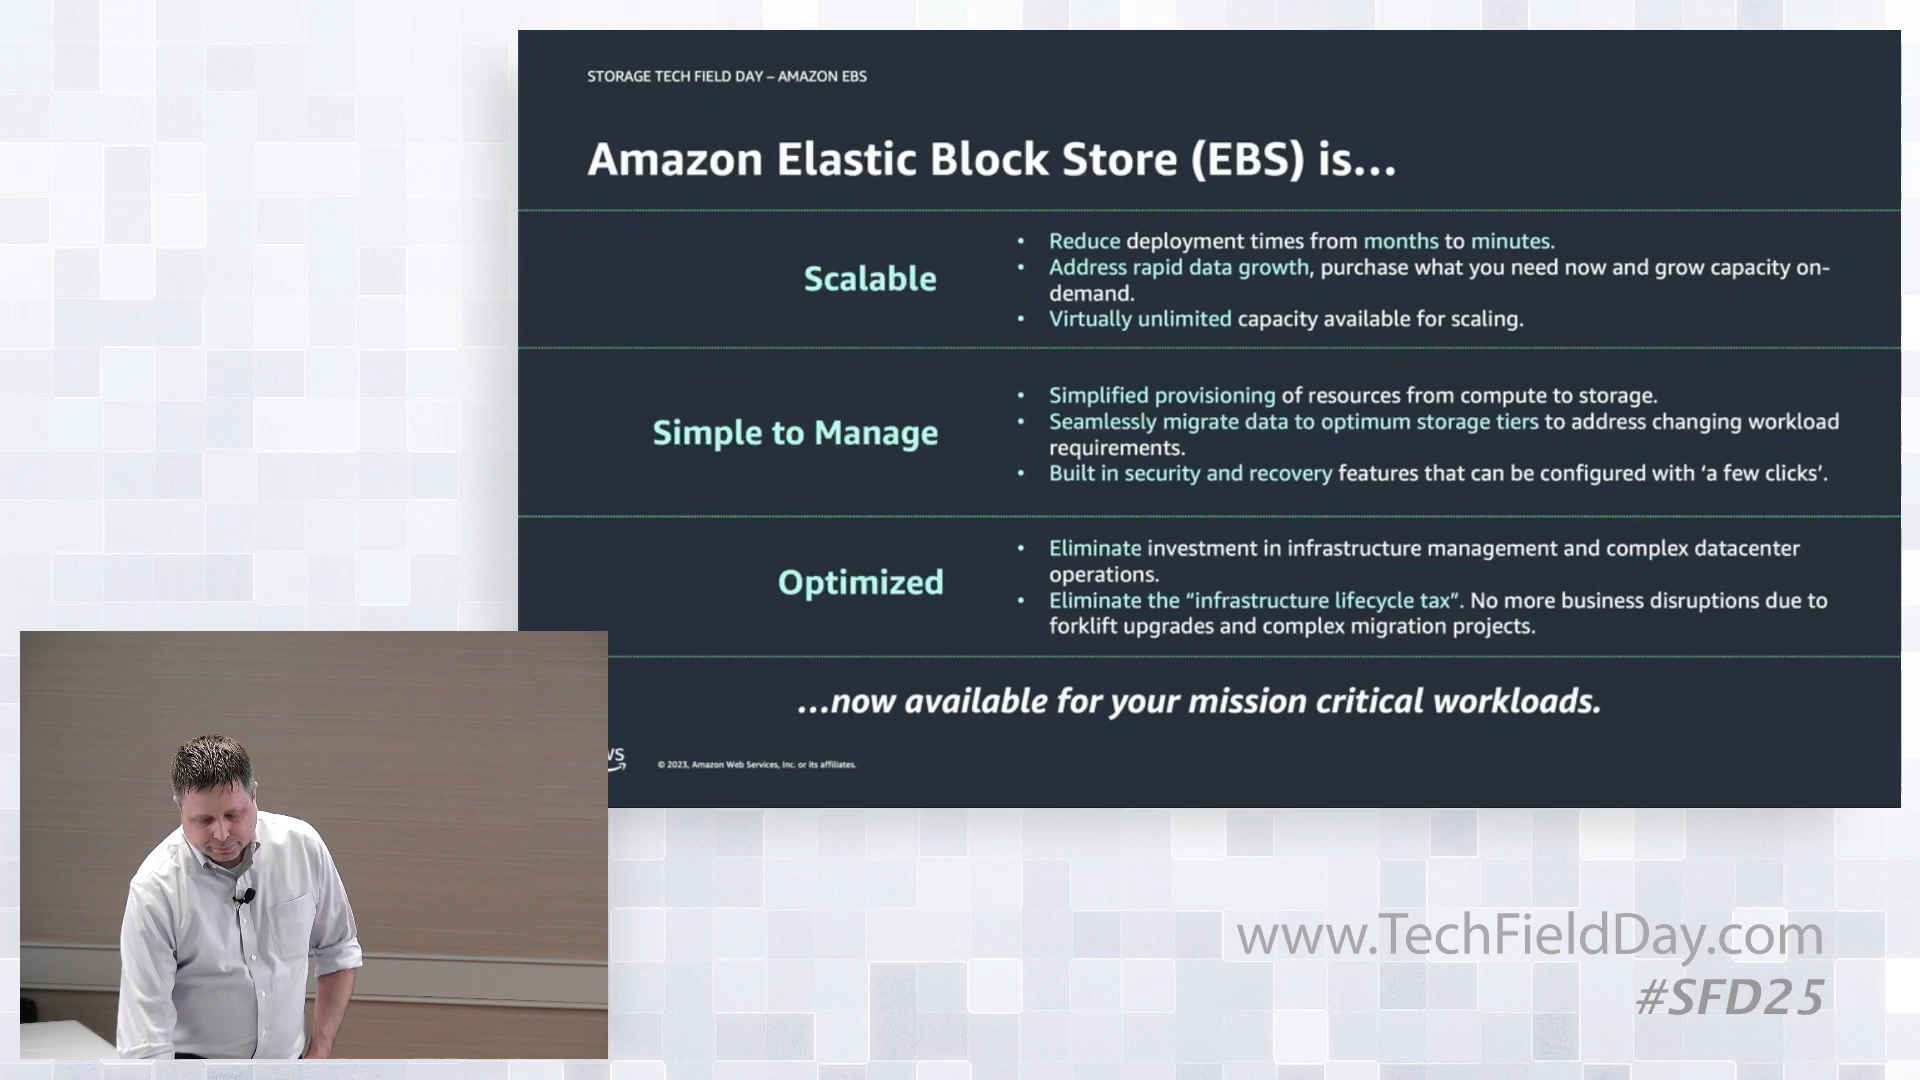 STORAGE TECH FIELD DAY – AMAZON EBS
Amazon Elastic Block Store (EBS) is...
Scalable
• Reduce deployment times from months to minutes.
• Address rapid data growth, purchase what you need now and grow capacity on-
demand.
• Virtually unlimited capacity available for scaling.
Simple to Manage
• Simplified provisioning of resources from compute to storage.
• Seamlessly migrate data to optimum storage tiers to address changing workload
requirements.
• Built in security and recovery features that can be configured with ‘a few clicks’.
Optimized
• Eliminate investment in infrastructure management and complex datacenter
operations.
• Eliminate the “infrastructure lifecycle tax”. No more business disruptions due to
forklift upgrades and complex migration projects.
...now available for your mission critical workloads.
© 2023, Amazon Web Services, Inc. or its affiliates.
www.TechFieldDay.com
#SFD25